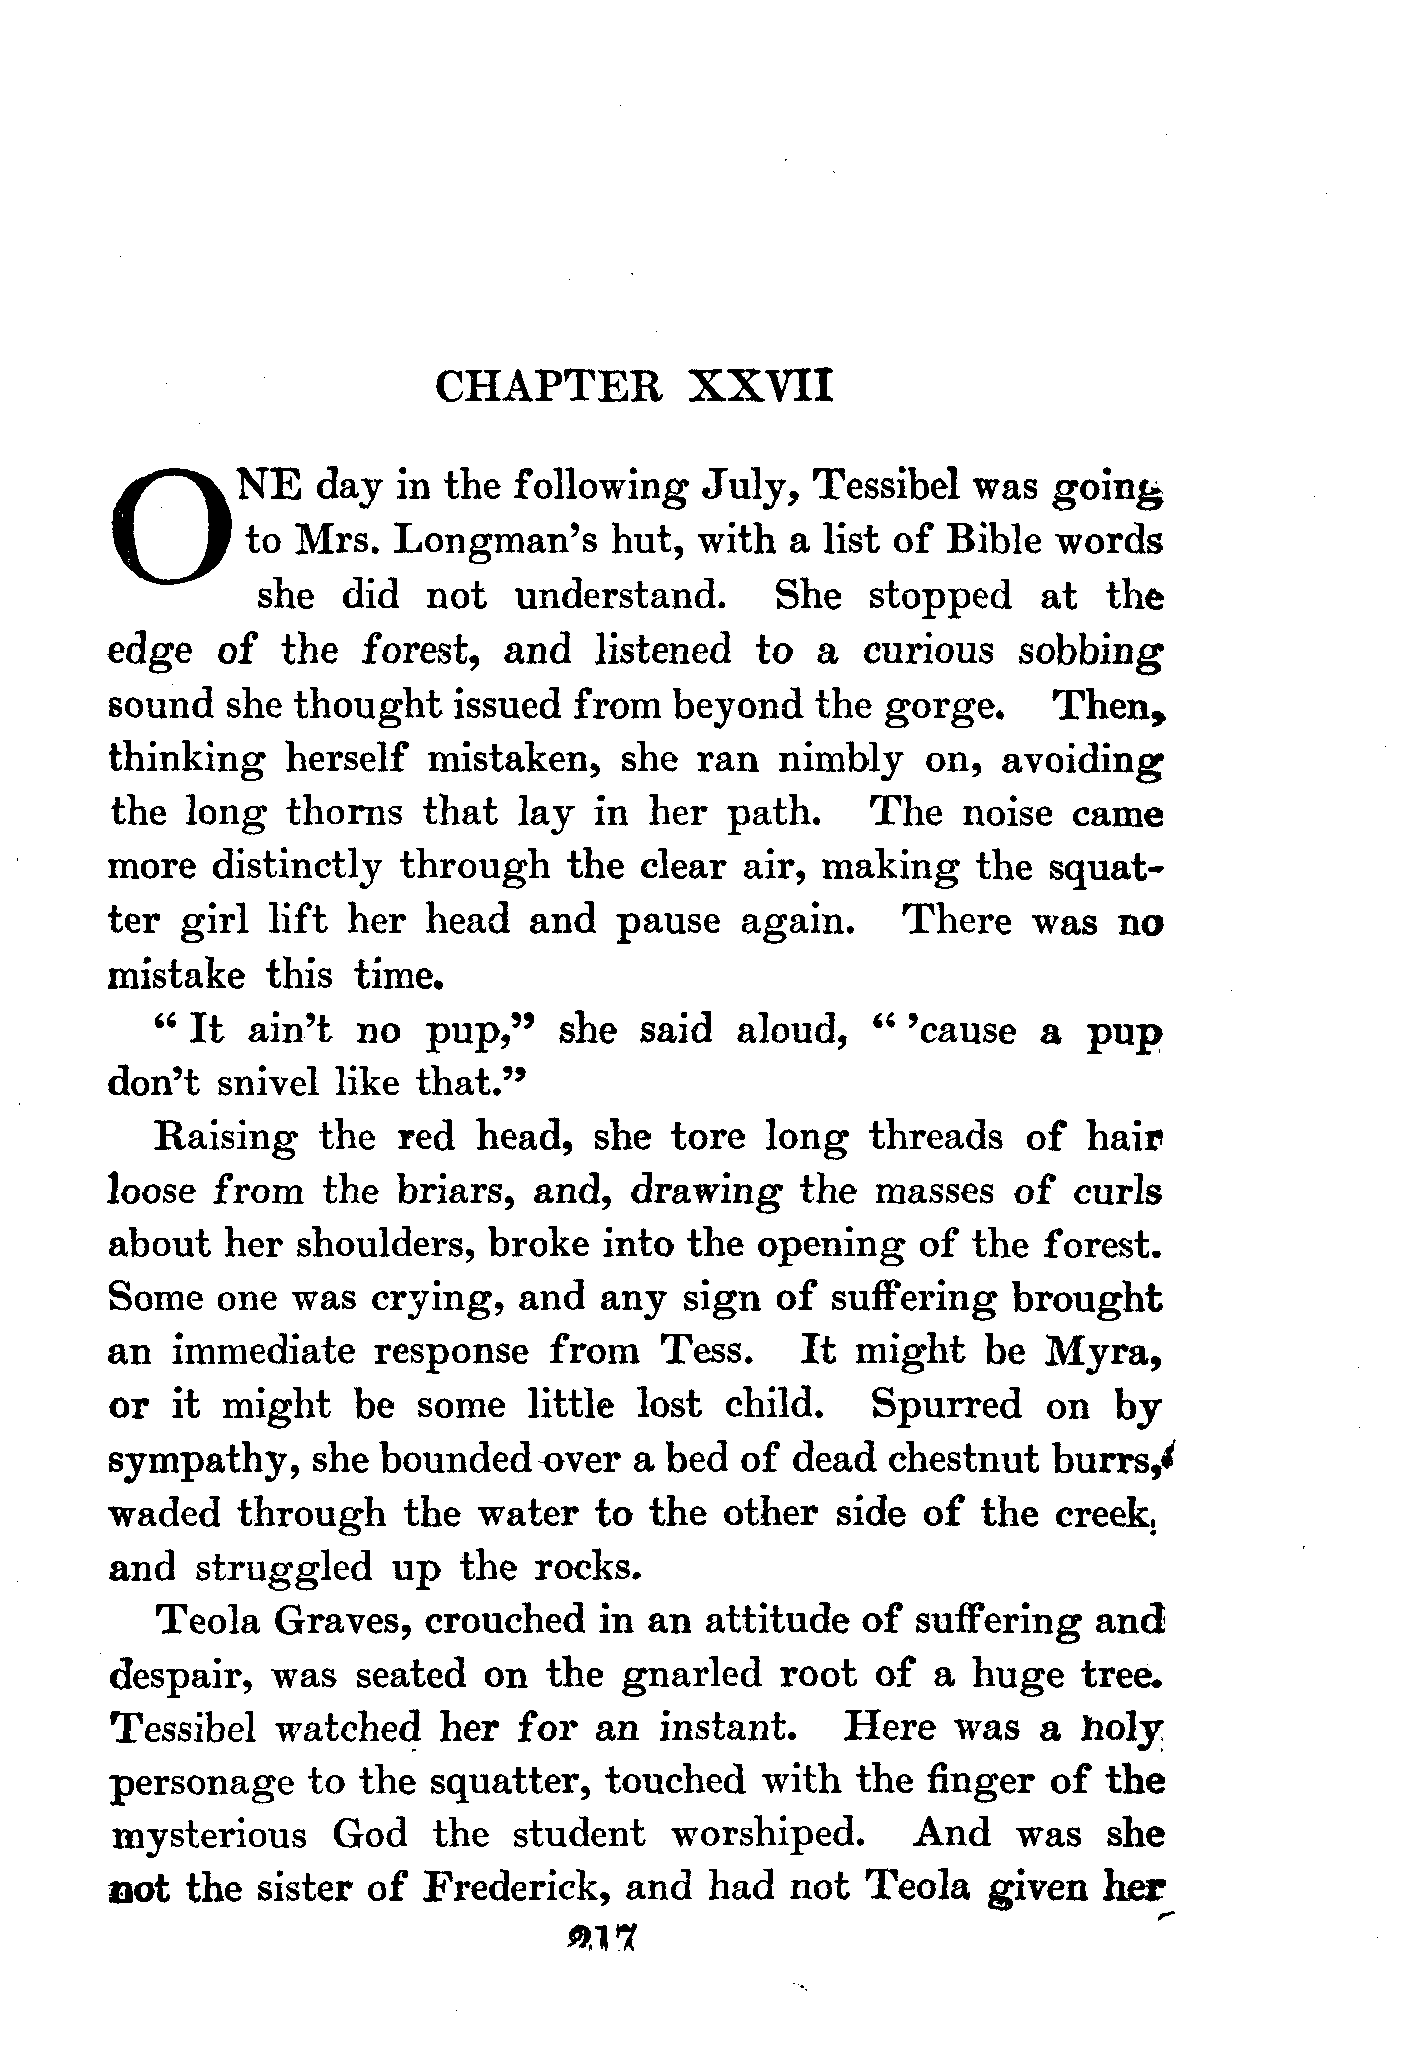 CHAPTER XXVII
ONE day in the following July, Tessibel was going
to Mrs. Longman's hut, with a list of Bible words
she did not understand. She stopped at the
edge of the forest, and listened to a curious sobbing
sound she thought issued from beyond the gorge. Then,
thinking herself mistaken, she ran nimbly on, avoiding
the long thorns that lay in her path. The noise came
more distinctly through the clear air, making the squat-
ter girl lift her head and pause again. There was no
mistake this time.
" It ain't no pup," she said aloud, " 'cause a pup
don't snivel like that."
Raising the red head, she tore long threads of hair
loose from the briars, and, drawing the masses of curls
about her shoulders, broke into the opening of the forest.
Some one was crying, and any sign of suffering brought
an immediate response from Tess. It might be Myra,
or it might be some little lost child. Spurred on by
sympathy, she bounded over a bed of dead chestnut burrs,
waded through the water to the other side of the creek,
and struggled up the rocks.
Teola Graves, crouched in an attitude of suffering and
despair, was seated on the gnarled root of a huge tree.
Tessibel watched her for an instant. Here was a holy
personage to the squatter, touched with the finger of the
mysterious God the student worshiped. And was she
not the sister of Frederick, and had not Teola given her
217